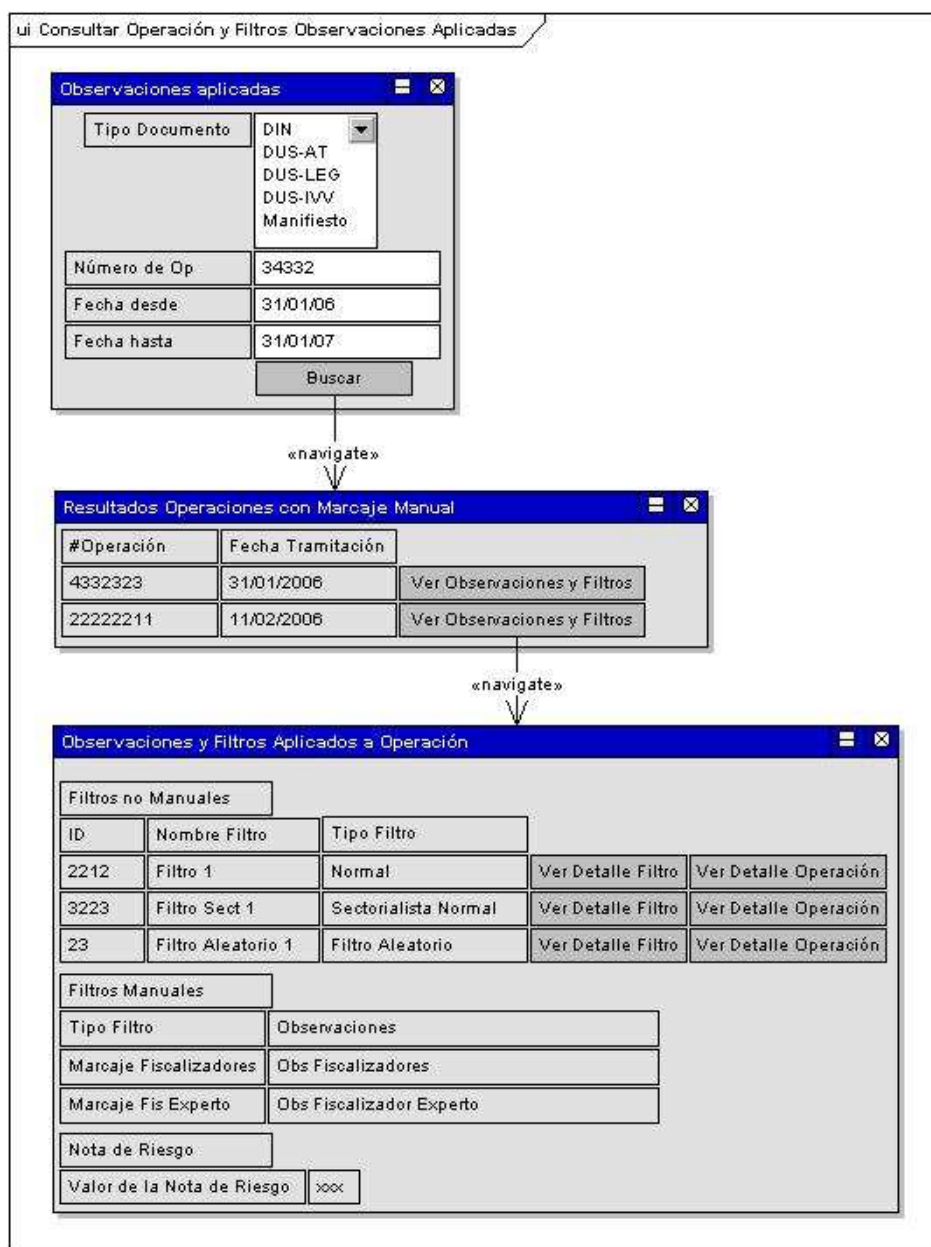 ui Consultar Operación y Filtros Observaciones Aplicadas
Observaciones aplicadas
Tipo Documento DIN
DUS-AT
DUS-LEG
DUS-IVV
Manifiesto
Número de Op 34332
Fecha desde 31/01/06
Fecha hasta 31/01/07
Buscar
«navigate»
Resultados Operaciones con Marcaje Manual
#Operación Fecha Tramitación
4332323 31/01/2006 Ver Observaciones y Filtros
22222211 11/02/2006 Ver Observaciones y Filtros
«navigate»
Observaciones y Filtros Aplicados a Operación
Filtros no Manuales
ID Nombre Filtro Tipo Filtro
2212 Filtro 1 Normal Ver Detalle Filtro Ver Detalle Operación
3223 Filtro Sect 1 Sectorialista Normal Ver Detalle Filtro Ver Detalle Operación
23 Filtro Aleatorio 1 Filtro Aleatorio Ver Detalle Filtro Ver Detalle Operación
Filtros Manuales
Tipo Filtro Observaciones
Marcaje Fiscalizadores Obs Fiscalizadores
Marcaje Fis Experto Obs Fiscalizador Experto
Nota de Riesgo
Valor de la Nota de Riesgo xxx